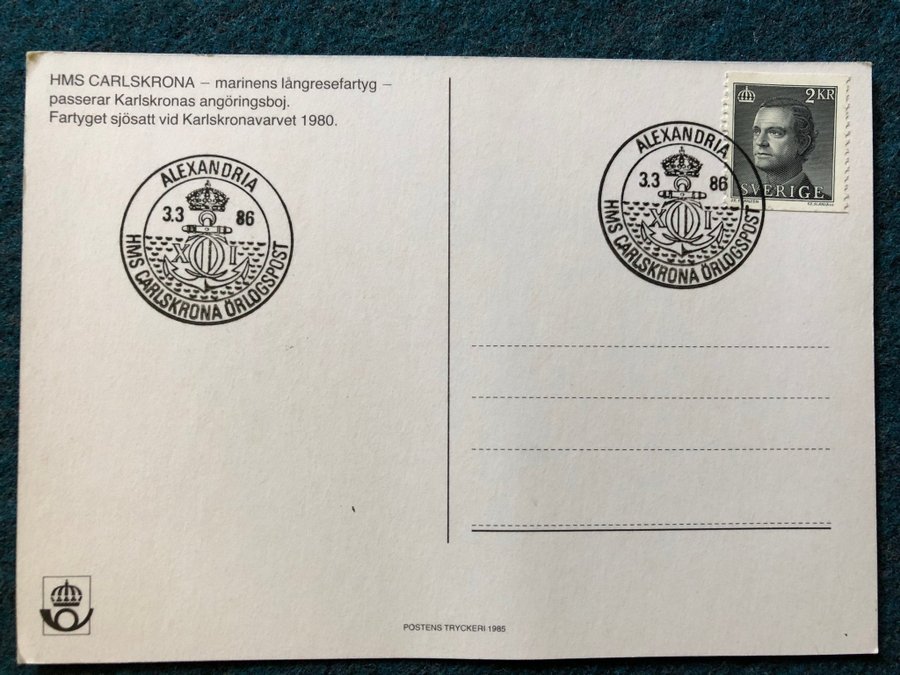 HMS CARLSKRONA – marinens långresefartyg –
passerar Karlskronas angöringsboj.
Fartyget sjösatt vid Karlskronavarvet 1980.
ALEXANDRIA
3.3 86
X I
HMS CARLSKRONA ÖRLOGSPOST
2 KR
SVERIGE
ALEXANDRIA
3.3 86
X I
HMS CARLSKRONA ÖRLOGSPOST
POSTENS TRYCKERI 1985